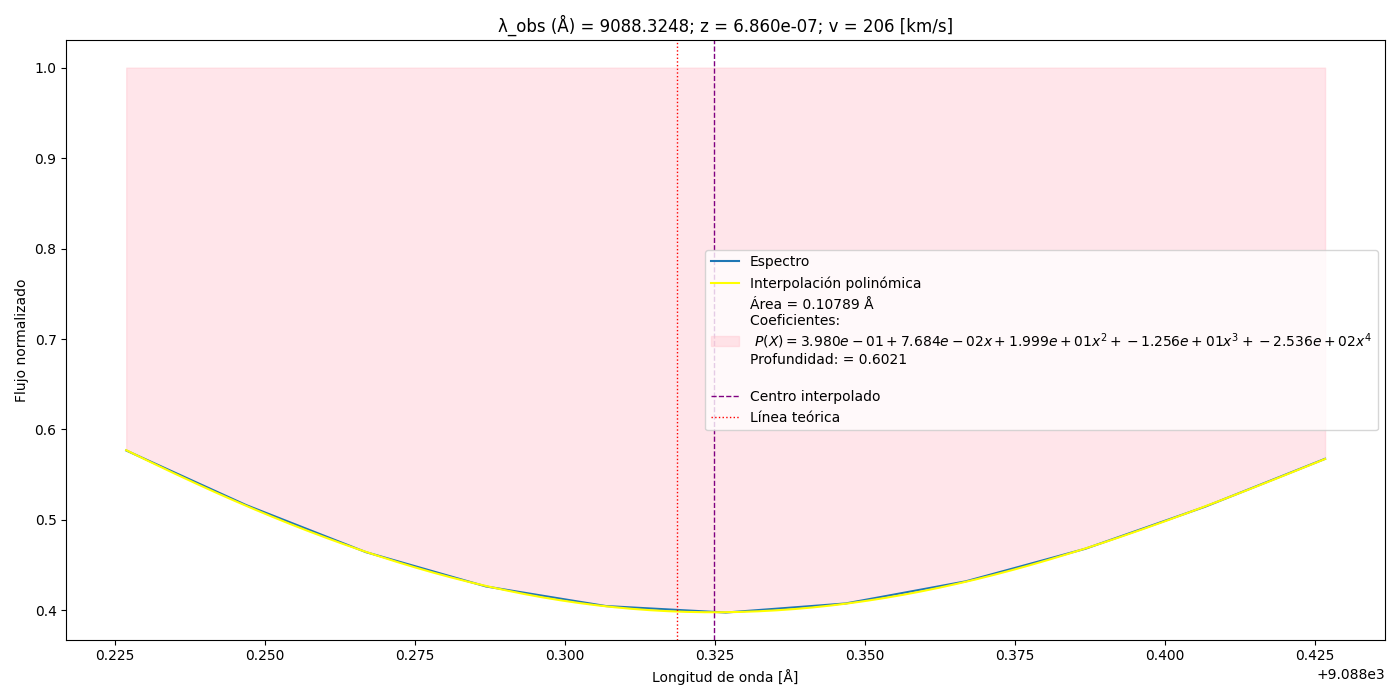 λ_obs (Å) = 9088.3248; z = 6.860e-07; v = 206 [km/s]
Flujo normalizado
1.0
0.9
0.8
0.7
0.6
0.5
0.4
Espectro
Interpolación polinómica
Área = 0.10789 Å
Coeficientes:
P(X) = 3.980e − 01 + 7.684e − 02x + 1.999e + 01x² + −1.256e + 01x³ + −2.536e + 02x⁴
Profundidad: = 0.6021
Centro interpolado
Línea teórica
0.225 0.250 0.275 0.300 0.325 0.350 0.375 0.400 0.425
+9.088e3
Longitud de onda [Å]